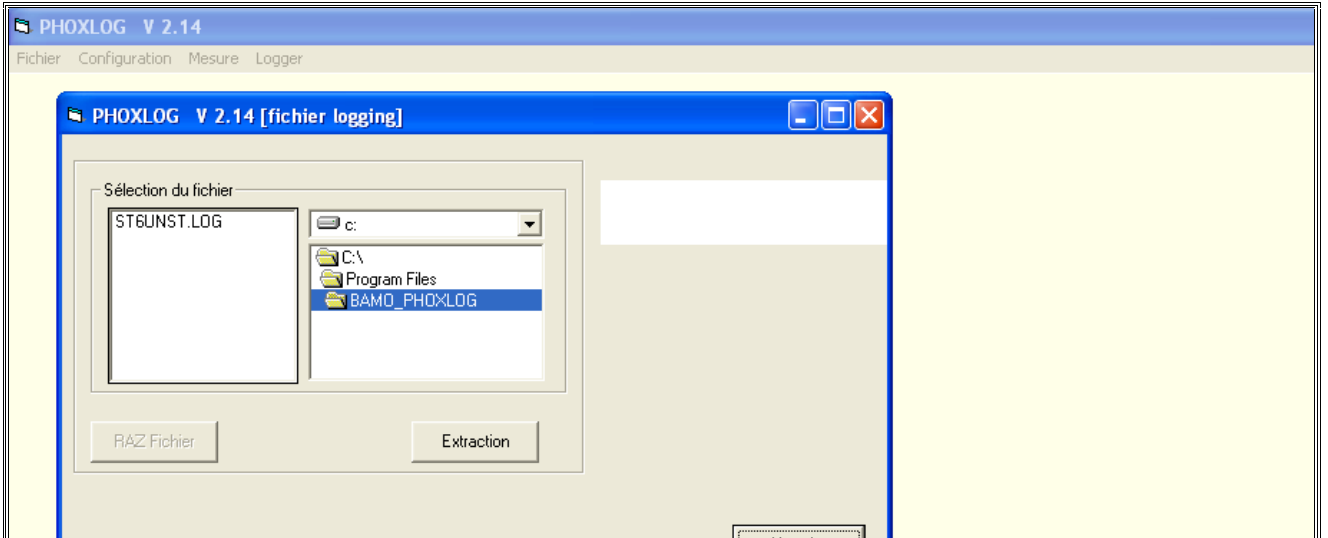 PHOXLOG V 2.14
Fichier Configuration Mesure Logger
PHOXLOG V 2.14 [fichier logging]
Sélection du fichier
ST6UNST.LOG
c:
C:\
Program Files
BAMO_PHOXLOG
RAZ Fichier
Extraction